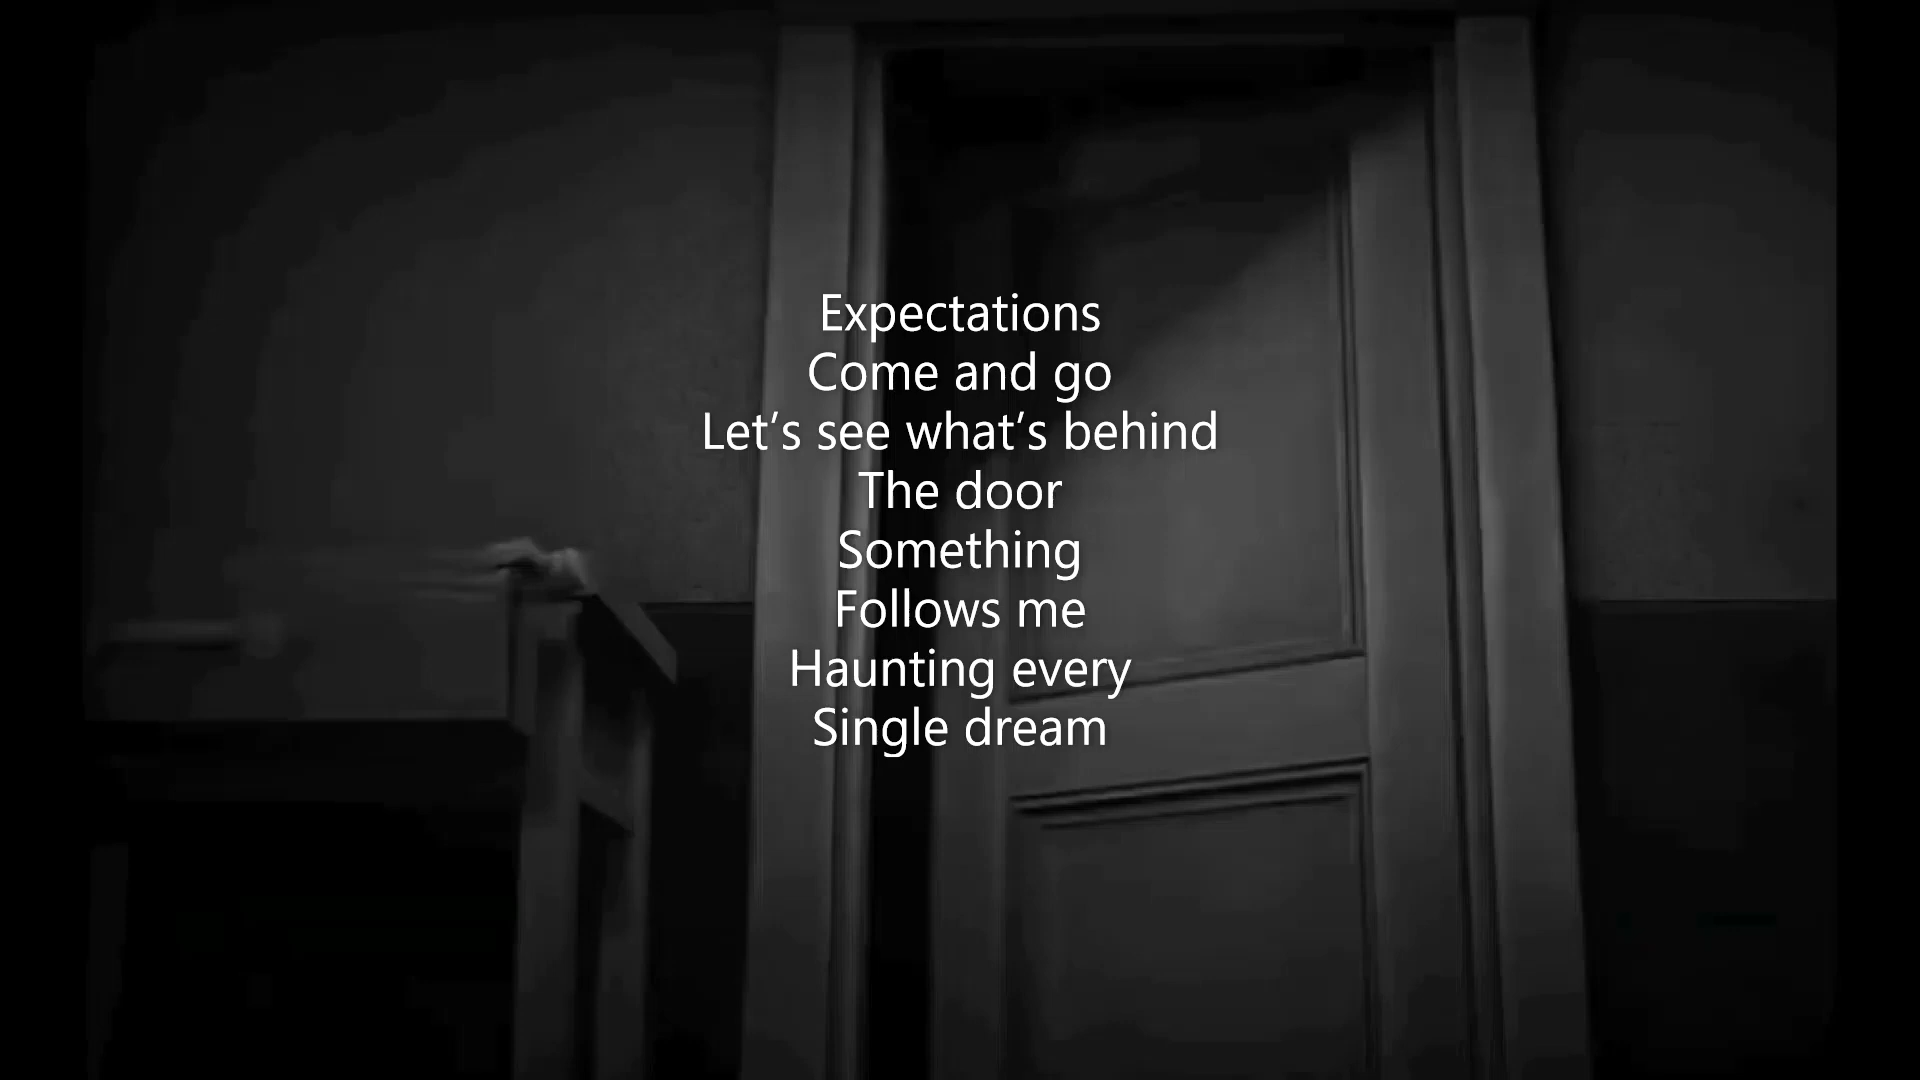 Expectations
Come and go
Let’s see what’s behind
The door
Something
Follows me
Haunting every
Single dream